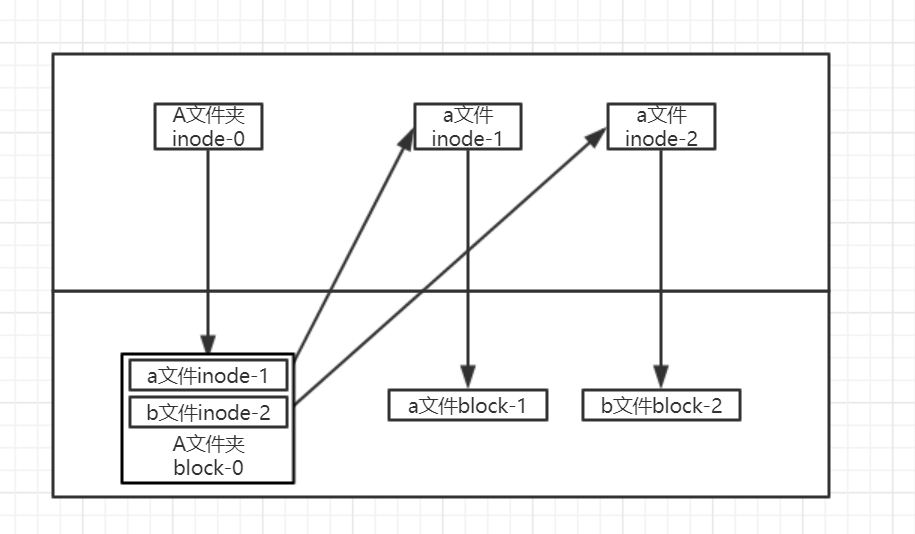 A文件夹
inode-0
a文件
inode-1
a文件
inode-2
a文件inode-1
b文件inode-2
A文件夹
block-0
a文件block-1
b文件block-2